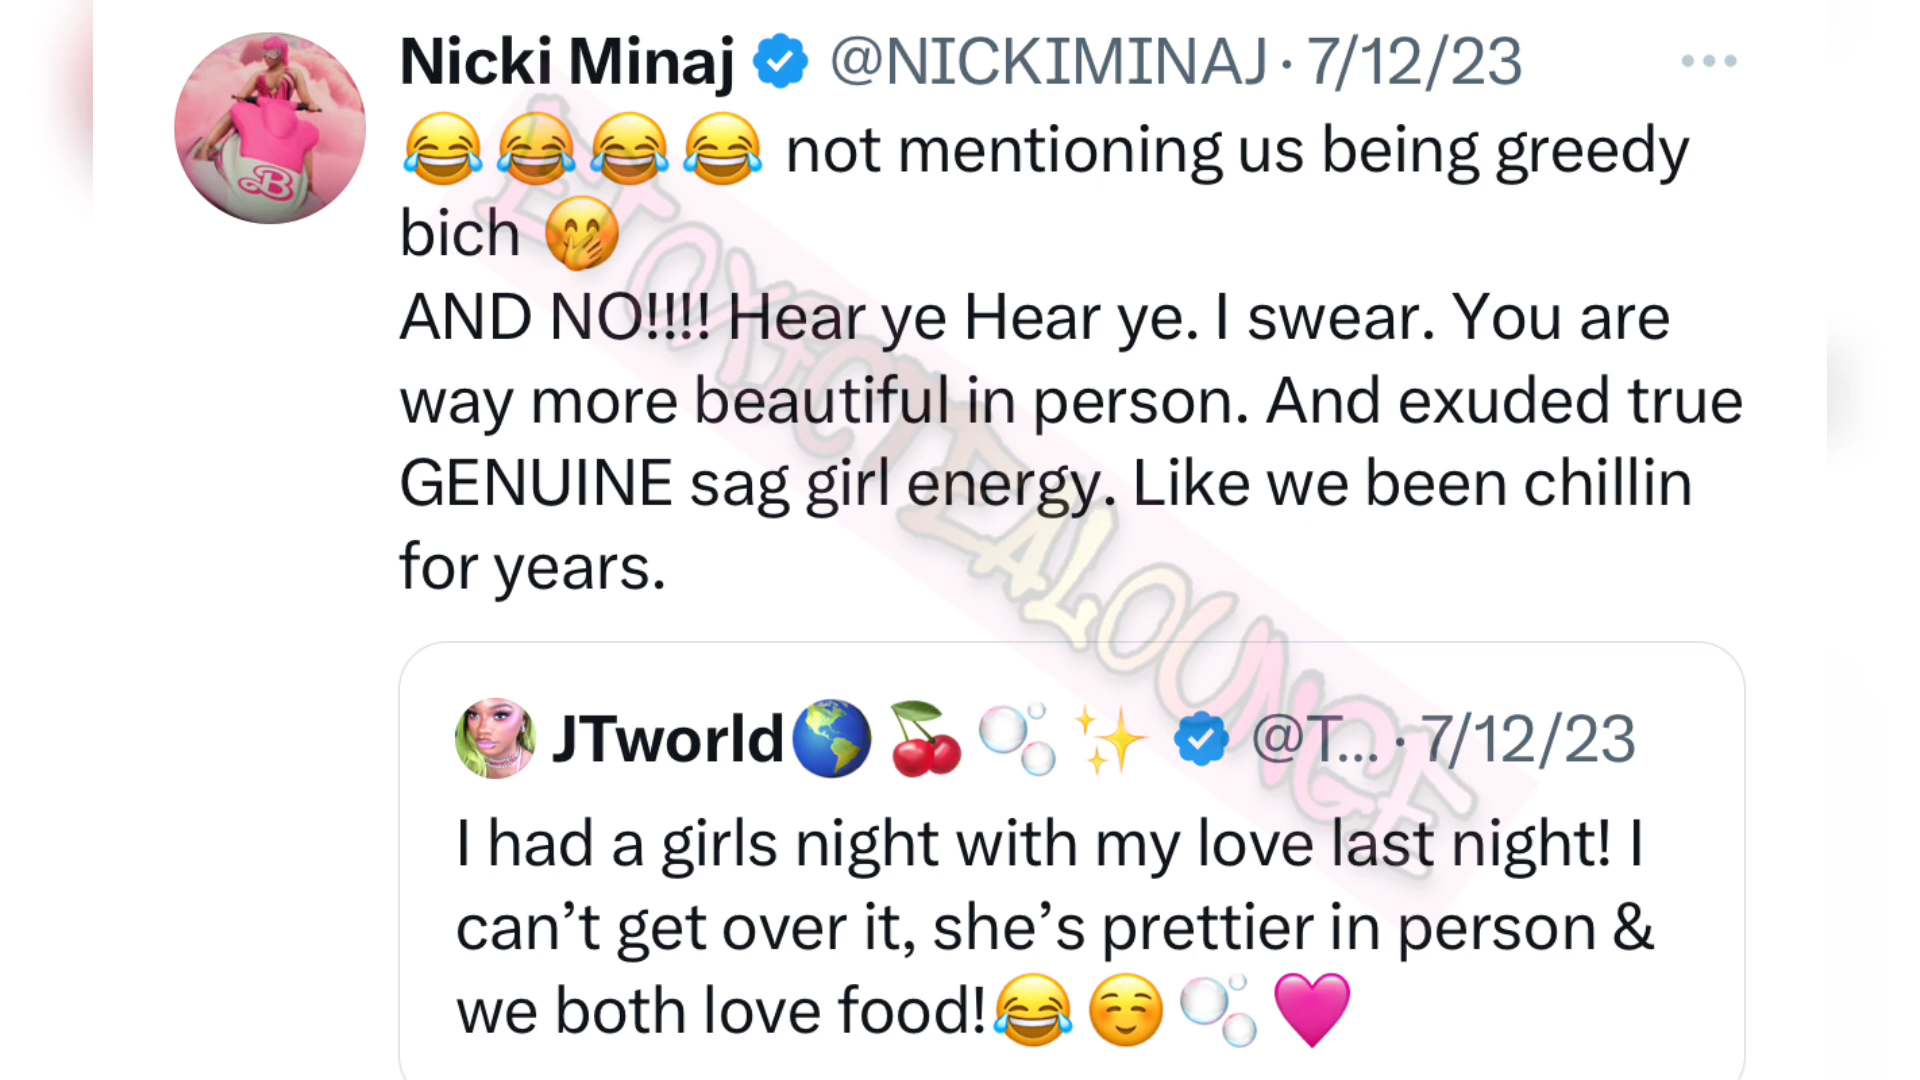 Nicki Minaj @NICKIMINAJ · 7/12/23
😂😂😂😂 not mentioning us being greedy
bich 🤭
AND NO!!!! Hear ye Hear ye. I swear. You are
way more beautiful in person. And exuded true
GENUINE sag girl energy. Like we been chillin
for years.
JTworld🌎🍒🫧✨ @T... · 7/12/23
I had a girls night with my love last night! I
can’t get over it, she’s prettier in person &
we both love food!😂☺️🫧🩷
B
ETOXICTEALOUNGE